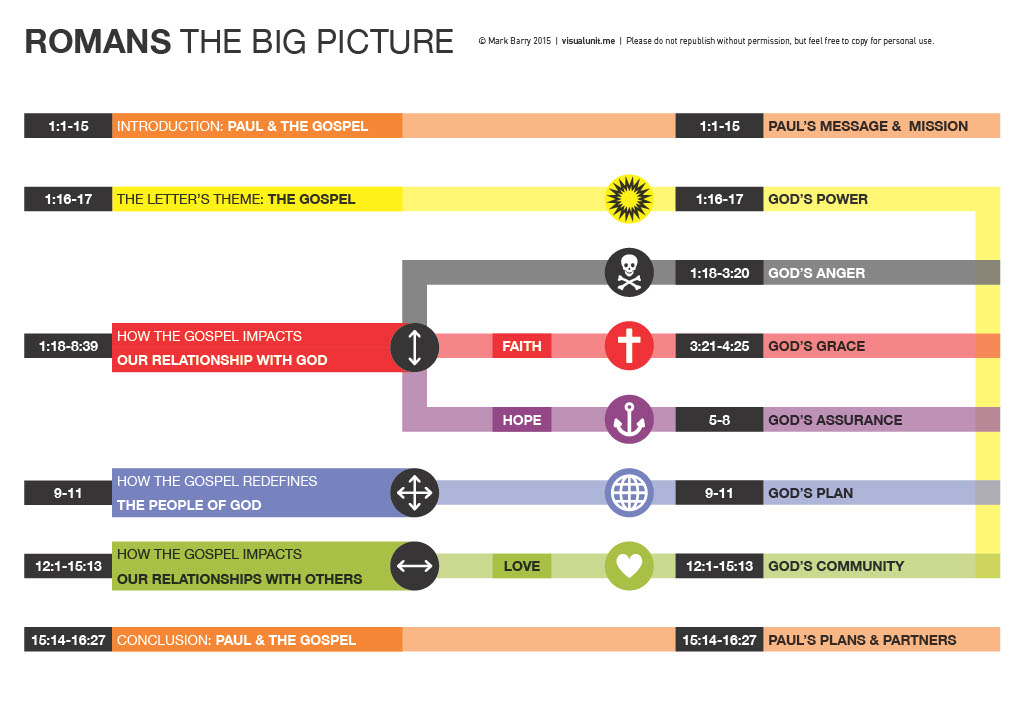 ROMANS THE BIG PICTURE
© Mark Barry 2015 | visualunit.me | Please do not republish without permission, but feel free to copy for personal use.
1:1-15 INTRODUCTION: PAUL & THE GOSPEL 1:1-15 PAUL'S MESSAGE & MISSION
1:16-17 THE LETTER'S THEME: THE GOSPEL 1:16-17 GOD'S POWER
1:18-3:20 GOD'S ANGER
1:18-8:39 HOW THE GOSPEL IMPACTS
OUR RELATIONSHIP WITH GOD
FAITH 3:21-4:25 GOD'S GRACE
HOPE 5-8 GOD'S ASSURANCE
9-11 HOW THE GOSPEL REDEFINES
THE PEOPLE OF GOD
9-11 GOD'S PLAN
12:1-15:13 HOW THE GOSPEL IMPACTS
OUR RELATIONSHIPS WITH OTHERS
LOVE 12:1-15:13 GOD'S COMMUNITY
15:14-16:27 CONCLUSION: PAUL & THE GOSPEL 15:14-16:27 PAUL'S PLANS & PARTNERS